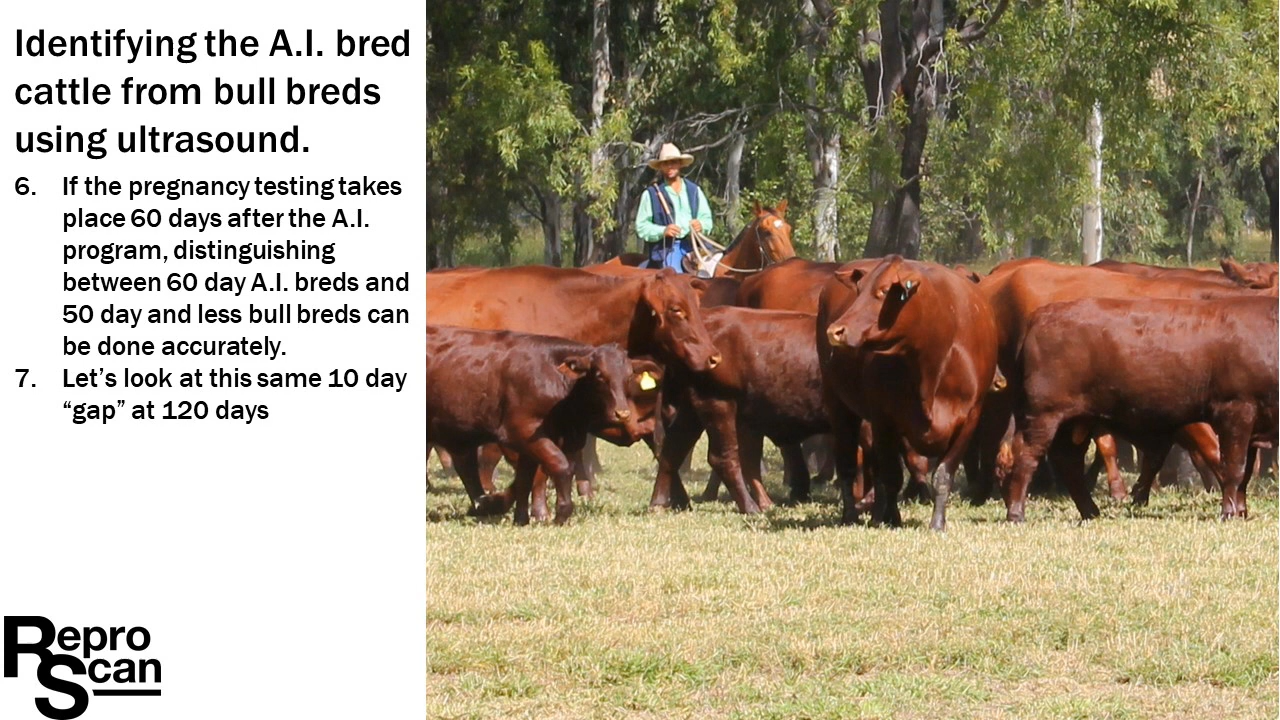 Identifying the A.I. bred
cattle from bull breds
using ultrasound.
6. If the pregnancy testing takes
place 60 days after the A.I.
program, distinguishing
between 60 day A.I. breds and
50 day and less bull breds can
be done accurately.
7. Let’s look at this same 10 day
“gap” at 120 days
Repro
Scan